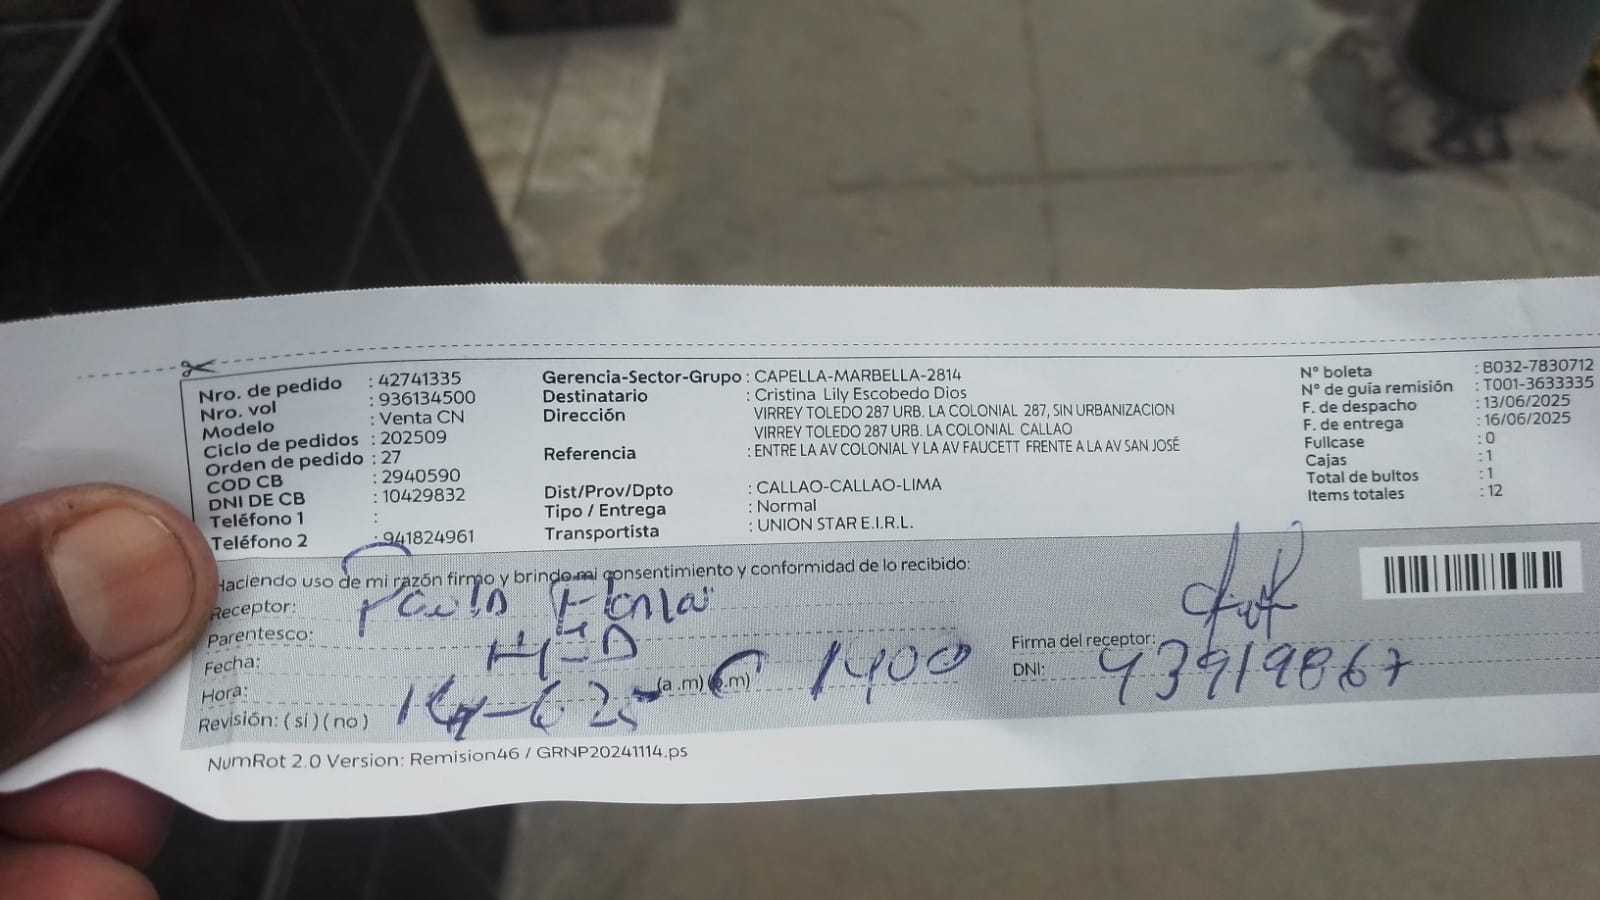 Nro. de pedido : 42741335
Nro. vol : 936134500
Modelo : Venta CN
Ciclo de pedidos : 202509
Orden de pedido : 27
COD CB : 2940590
DNI DE CB : 10429832
Teléfono 1 :
Teléfono 2 : 941824961
Gerencia-Sector-Grupo : CAPELLA-MARBELLA-2814
Destinatario : Cristina Lily Escobedo Dios
Dirección VIRREY TOLEDO 287 URB. LA COLONIAL 287, SIN URBANIZACION
VIRREY TOLEDO 287 URB. LA COLONIAL CALLAO
Referencia : ENTRE LA AV COLONIAL Y LA AV FAUCETT FRENTE A LA AV SAN JOSÉ
Dist/Prov/Dpto : CALLAO-CALLAO-LIMA
Tipo / Entrega : Normal
Transportista : UNION STAR E.I.R.L.
N° boleta : B032-7830712
N° de guía remisión : T001-3633335
F. de despacho : 13/06/2025
F. de entrega : 16/06/2025
Fullcase : 0
Cajas : 1
Total de bultos : 1
Items totales : 12
Haciendo uso de mi razón firmo y brindo mi consentimiento y conformidad de lo recibido:
Receptor:
Parentesco:
Fecha:
Hora: (a .m) (p.m) 1400
Revisión: ( si ) ( no )
Firma del receptor:
DNI: 43919867
NumRot 2.0 Version: Remision46 / GRNP20241114.ps